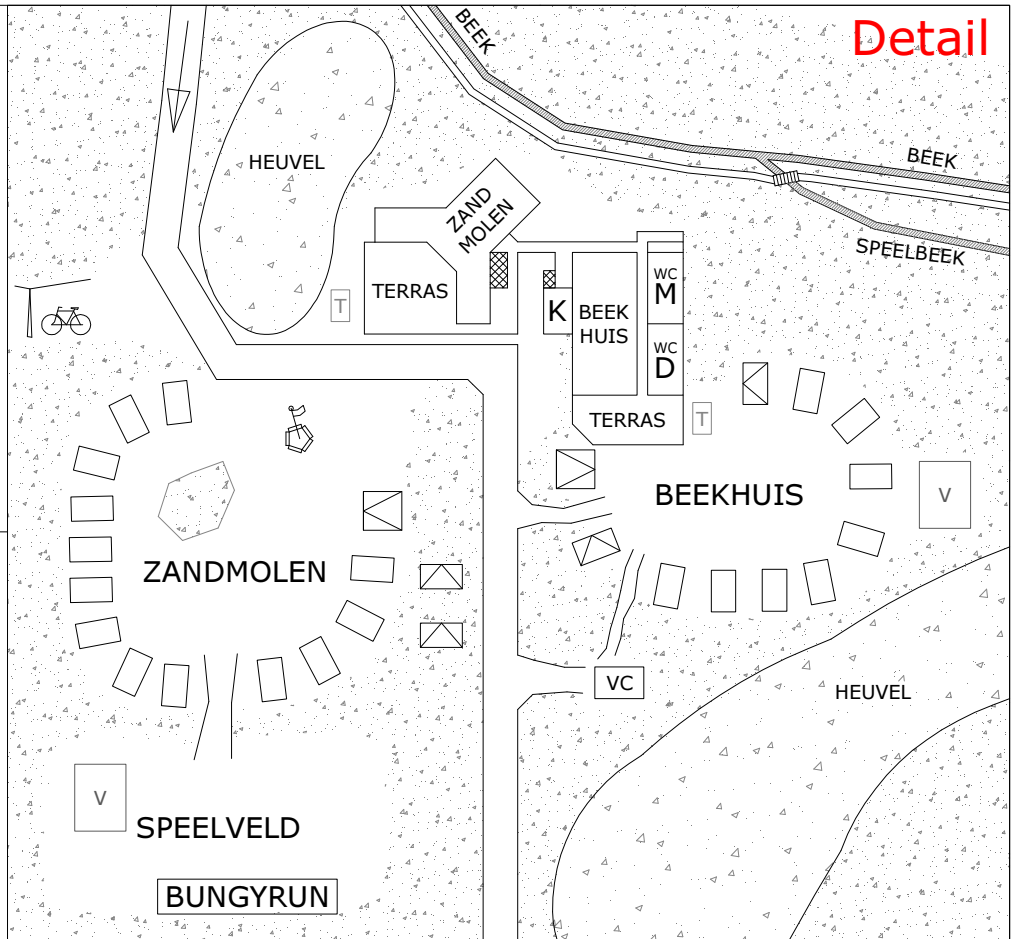 Detail
BEEK
BEEK
HEUVEL
ZAND
MOLEN
SPEELBEEK
WC
M
TERRAS
T
K
BEEK
HUIS
WC
D
TERRAS
T
BEEKHUIS
V
ZANDMOLEN
VC
HEUVEL
V
SPEELVELD
BUNGYRUN